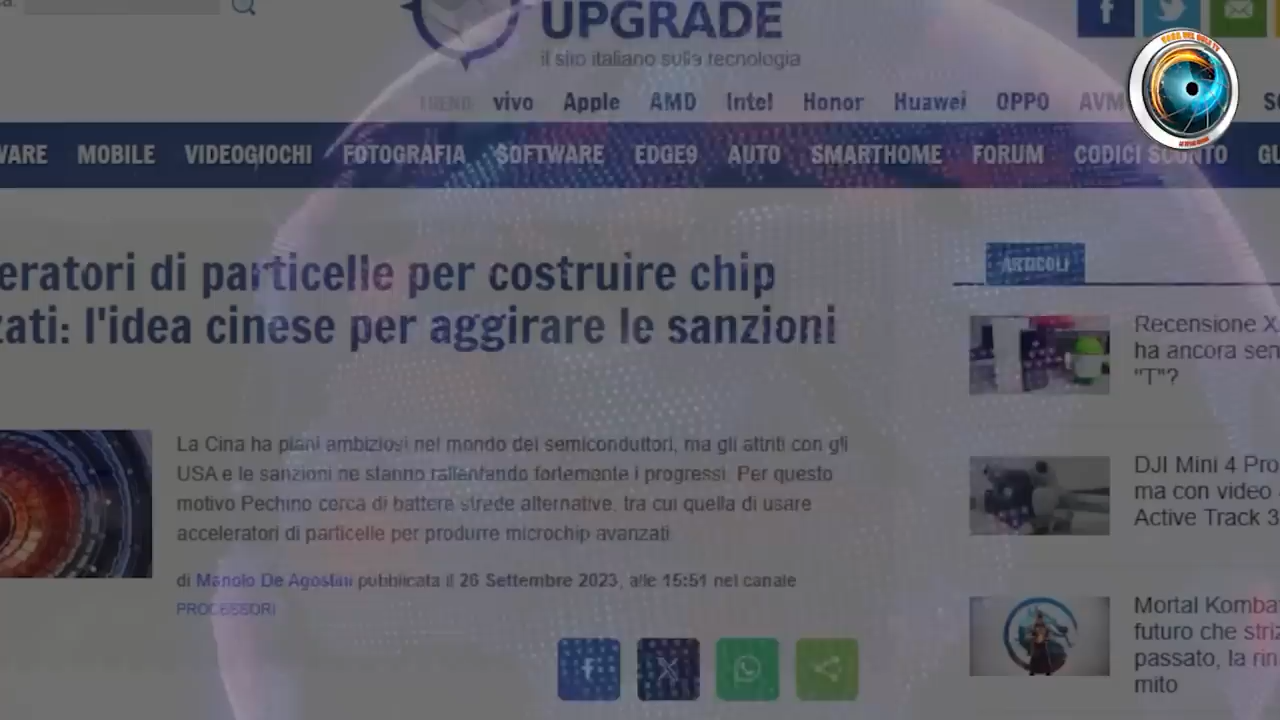 UPGRADE
il sito italiano sulla tecnologia
TREND vivo Apple AMD Intel Honor Huawei OPPO AVM
WARE MOBILE VIDEOGIOCHI FOTOGRAFIA SOFTWARE EDGE9 AUTO SMARTHOME FORUM CODICI SCONTO GU
eratori di particelle per costruire chip
zati: l'idea cinese per aggirare le sanzioni
La Cina ha piani ambiziosi nel mondo dei semiconduttori, ma gli attriti con gli
USA e le sanzioni ne stanno rallentando fortemente i progressi. Per questo
motivo Pechino cerca di battere strade alternative, tra cui quella di usare
acceleratori di particelle per produrre microchip avanzati.
di Manolo De Agostini pubblicata il 26 Settembre 2023, alle 15:51 nel canale
PROCESSORI
ARTICOLI
Recensione X
ha ancora sen
"T"?
DJI Mini 4 Pro
ma con video
Active Track 3
Mortal Komba
futuro che striz
passato, la rin
mito